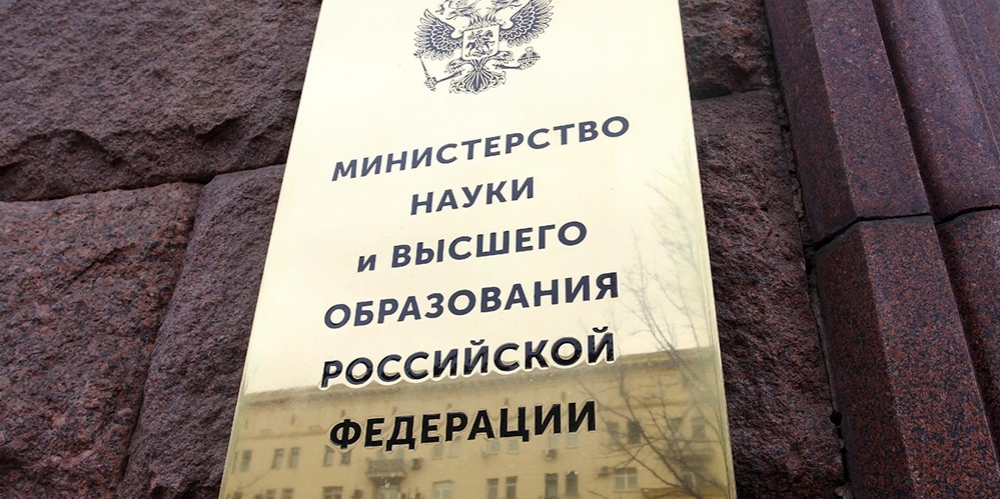 МИНИСТЕРСТВО
НАУКИ
и ВЫСШЕГО
ОБРАЗОВАНИЯ
РОССИЙСКОЙ
ФЕДЕРАЦИИ